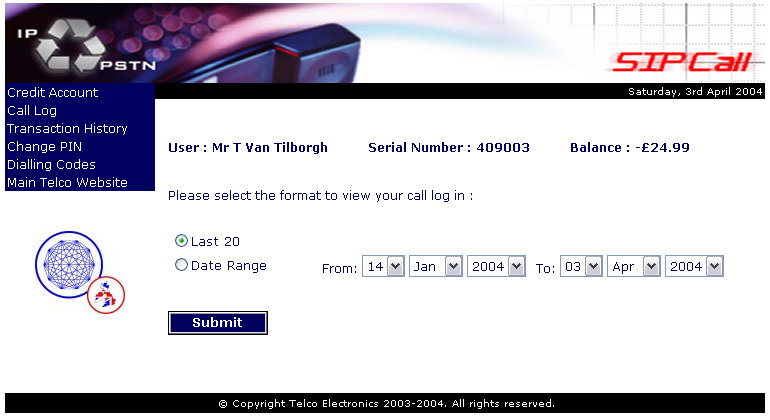 IP
PSTN
SIPCall
Saturday, 3rd April 2004
Credit Account
Call Log
Transaction History
Change PIN
Dialling Codes
Main Telco Website
User : Mr T Van Tilborgh Serial Number : 409003 Balance : -£24.99
Please select the format to view your call log in :
Last 20
Date Range From: 14 Jan 2004 To: 03 Apr 2004
Submit
© Copyright Telco Electronics 2003-2004. All rights reserved.